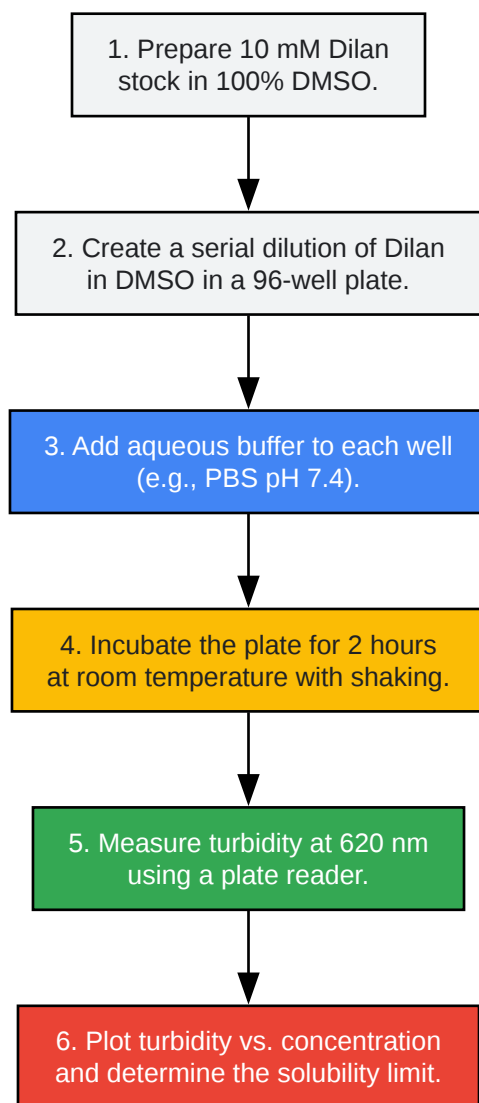 1. Prepare 10 mM Dilan
stock in 100% DMSO.
2. Create a serial dilution of Dilan
in DMSO in a 96-well plate.
3. Add aqueous buffer to each well
(e.g., PBS pH 7.4).
4. Incubate the plate for 2 hours
at room temperature with shaking.
5. Measure turbidity at 620 nm
using a plate reader.
6. Plot turbidity vs. concentration
and determine the solubility limit.